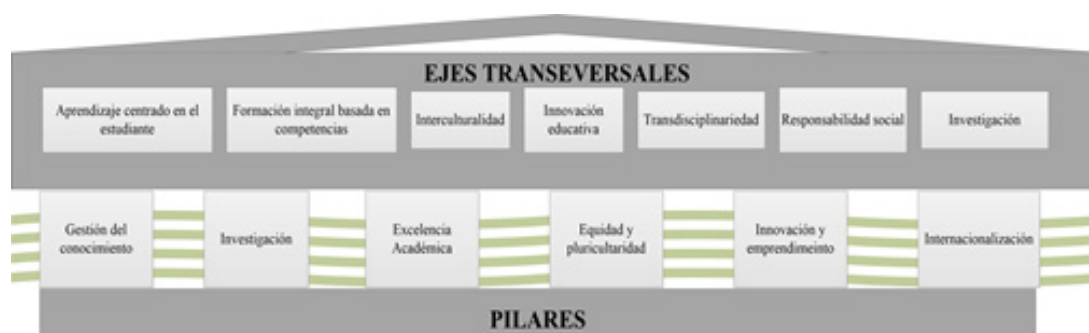 EJES TRANSEVERSALES
Aprendizaje centrado en el
estudiante
Formación integral basada en
competencias
Interculturalidad
Innovación
educativa
Transdisciplinariedad
Responsabilidad social
Investigación
Gestión del
conocimiento
Investigación
Excelencia
Académica
Equidad y
pluricultaridad
Innovación y
emprendimeinto
Internacionalización
PILARES